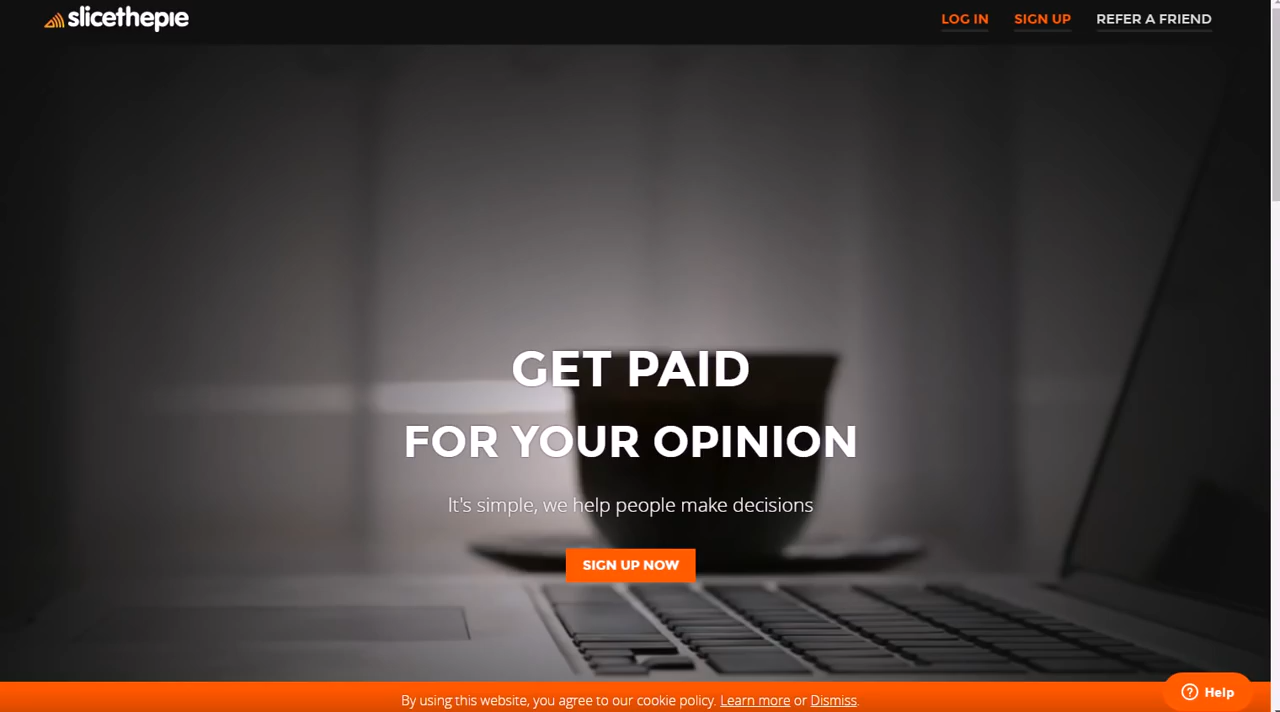 slicethepie
LOG IN
SIGN UP
REFER A FRIEND
GET PAID
FOR YOUR OPINION
It's simple, we help people make decisions
SIGN UP NOW
By using this website, you agree to our cookie policy. Learn more or Dismiss.
? Help